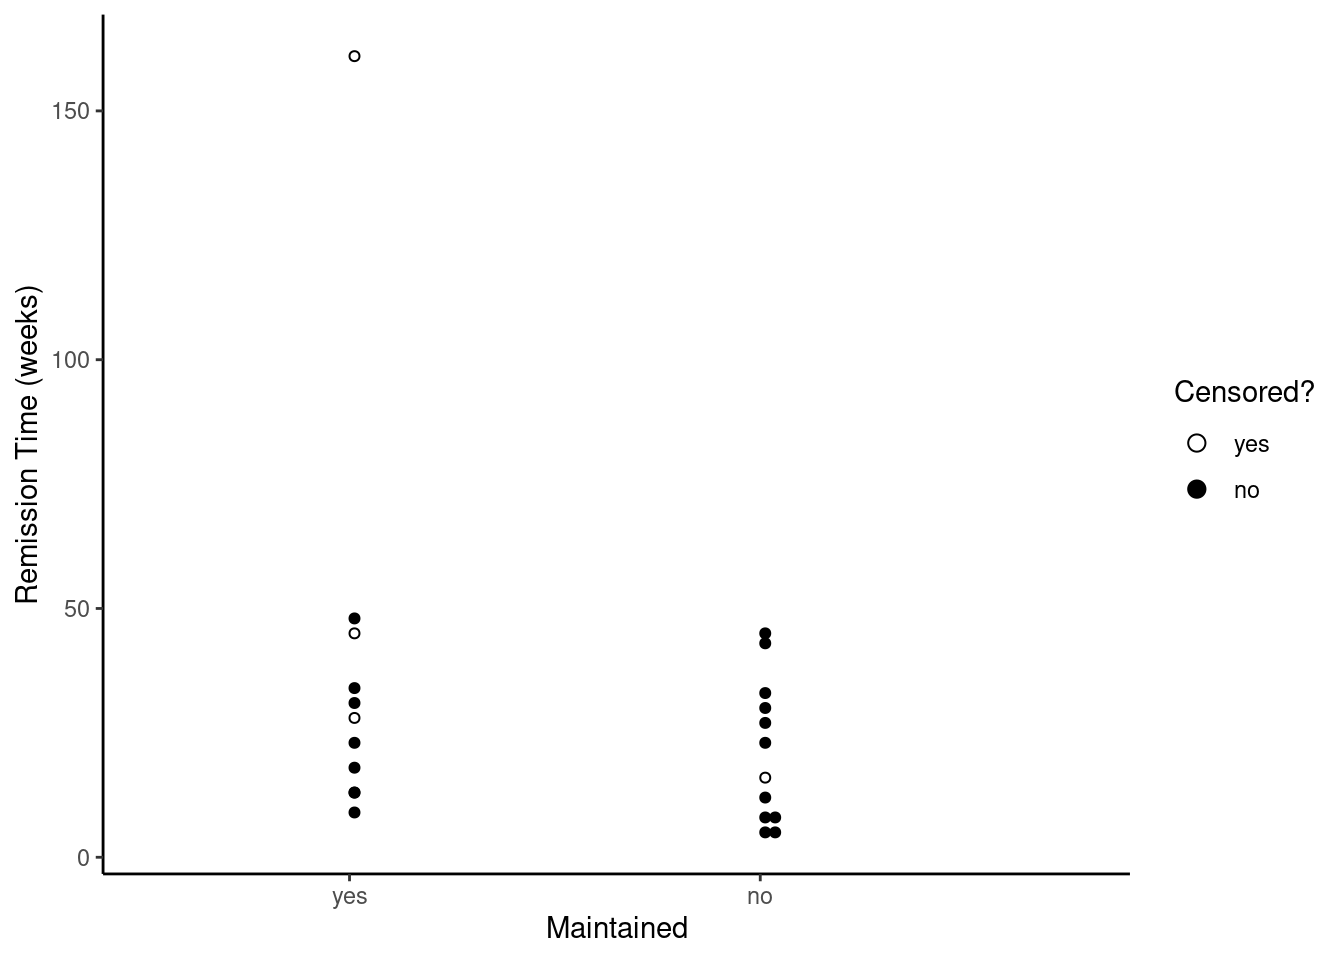 150
100
50
0
Remission Time (weeks)
yes
no
Maintained
Censored?
yes
no